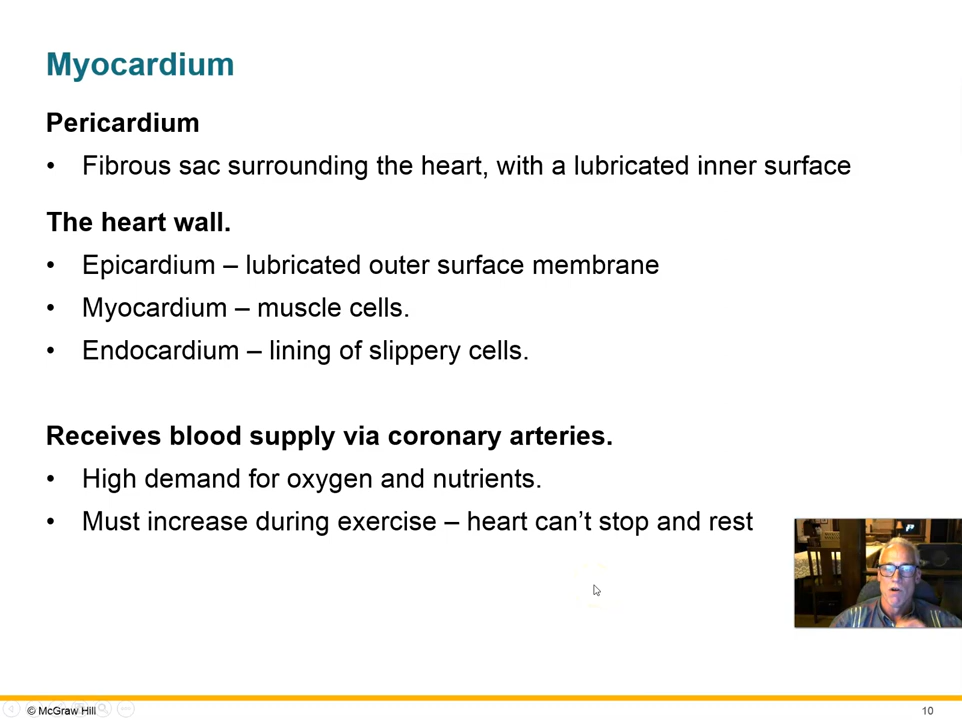 Myocardium
Pericardium
• Fibrous sac surrounding the heart, with a lubricated inner surface
The heart wall.
• Epicardium – lubricated outer surface membrane
• Myocardium – muscle cells.
• Endocardium – lining of slippery cells.
Receives blood supply via coronary arteries.
• High demand for oxygen and nutrients.
• Must increase during exercise – heart can’t stop and rest
© McGraw Hill
10